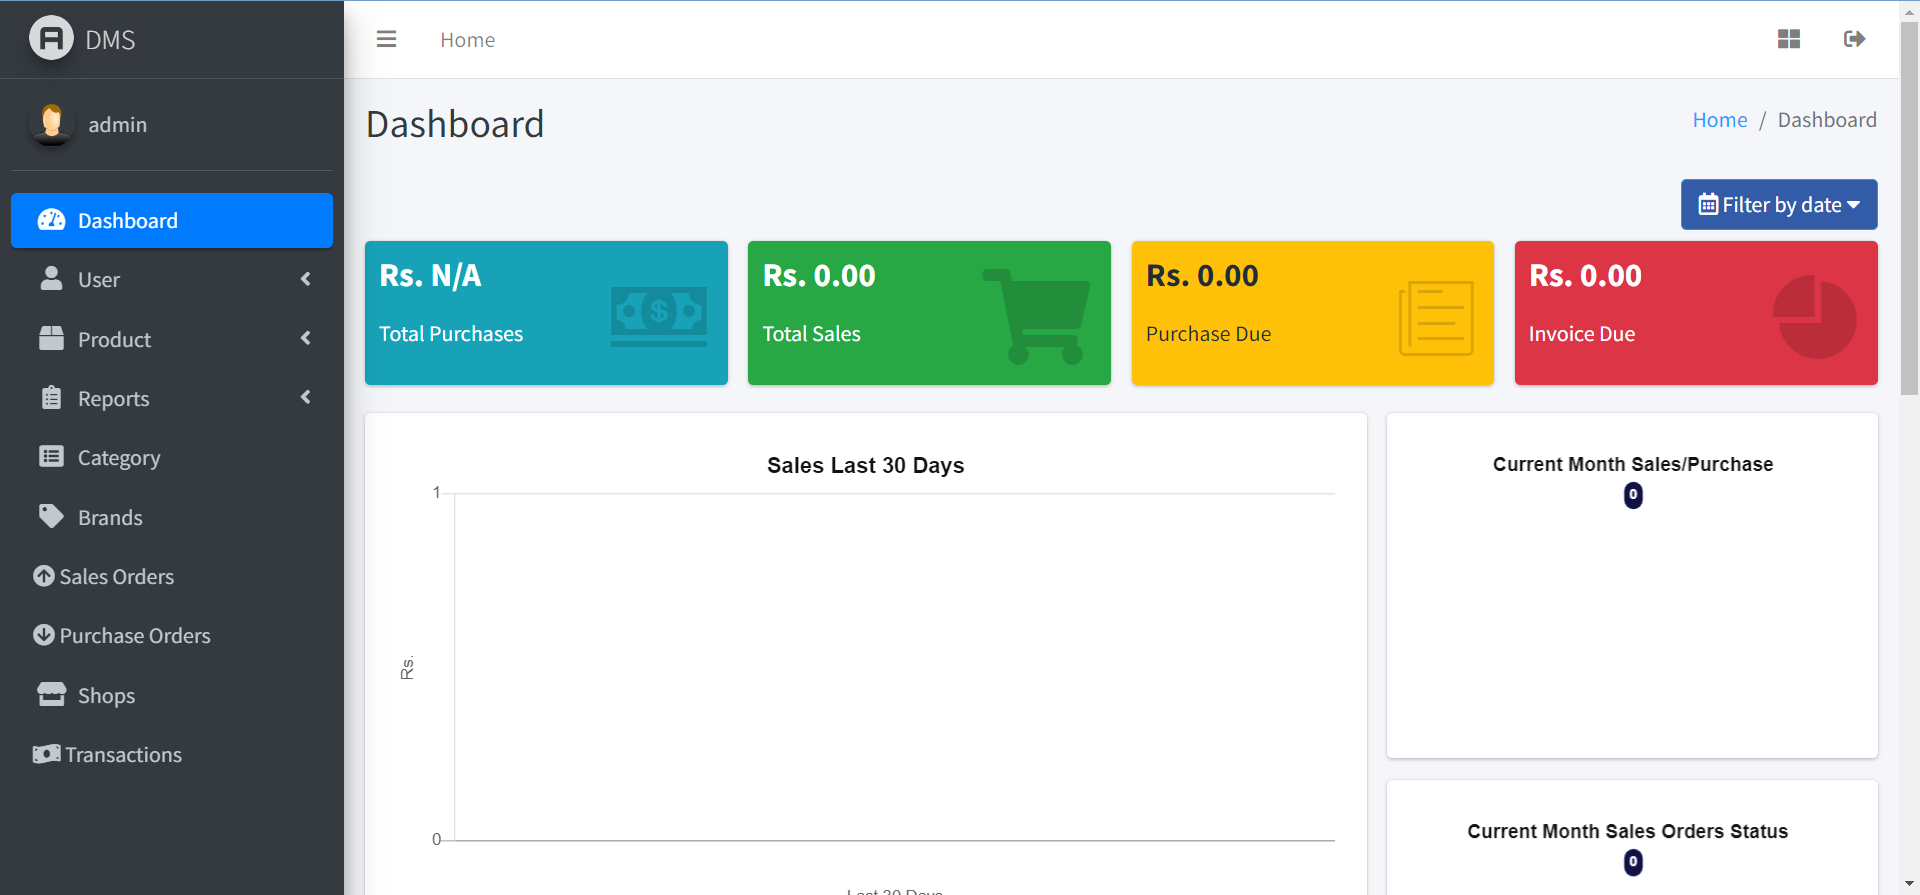 DMS
admin
Dashboard
User
Product
Reports
Category
Brands
Sales Orders
Purchase Orders
Shops
Transactions
Home
Dashboard
Home / Dashboard
Filter by date
Rs. N/A
Total Purchases
Rs. 0.00
Total Sales
Rs. 0.00
Purchase Due
Rs. 0.00
Invoice Due
Sales Last 30 Days
1
Rs.
0
Last 30 Days
Current Month Sales/Purchase
0
Current Month Sales Orders Status
0